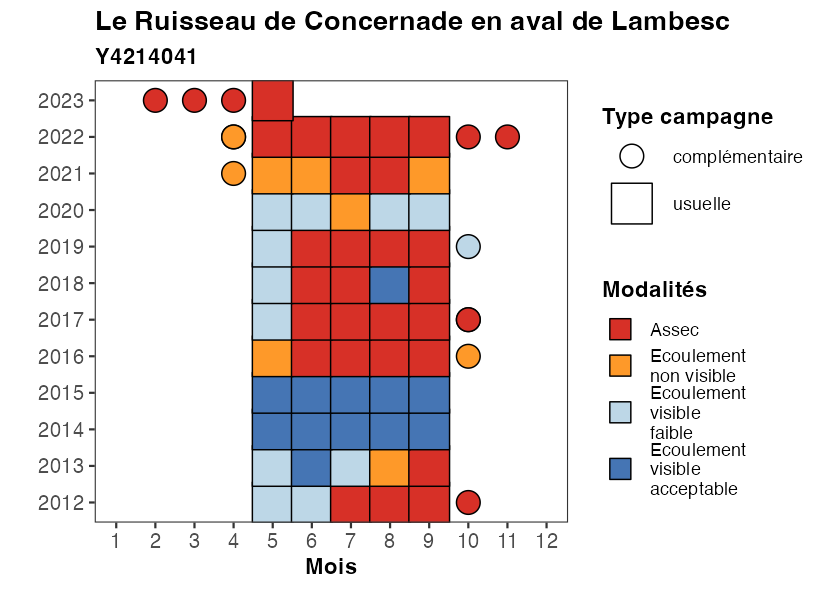 Le Ruisseau de Concernade en aval de Lambesc
Y4214041
2023
2022
2021
2020
2019
2018
2017
2016
2015
2014
2013
2012
1 2 3 4 5 6 7 8 9 10 11 12
Mois
Type campagne
complémentaire
usuelle
Modalités
Assec
Ecoulement
non visible
Ecoulement
visible
faible
Ecoulement
visible
acceptable